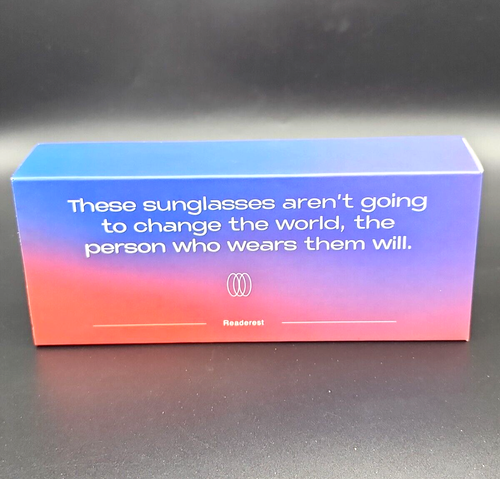 These sunglasses aren't going
to change the world, the
person who wears them will.
Readerest